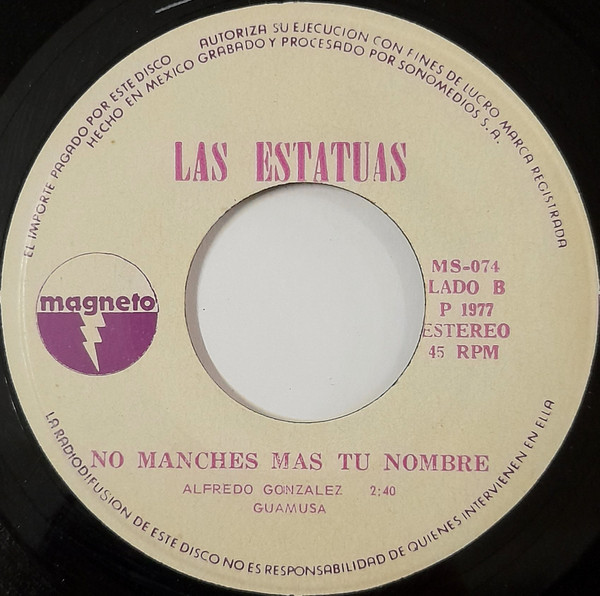 EL IMPORTE PAGADO POR ESTE DISCO AUTORIZA SU EJECUCION CON FINES DE LUCRO MARCA REGISTRADA
HECHO EN MEXICO GRABADO Y PROCESADO POR SONOMEDIOS S.A.
LAS ESTATUAS
magneto
MS-074
LADO B
P 1977
ESTEREO
45 RPM
NO MANCHES MAS TU NOMBRE
ALFREDO GONZALEZ 2:40
GUAMUSA
LA RADIODIFUSION DE ESTE DISCO NO ES RESPONSABILIDAD DE QUIENES INTERVIENEN EN ELLA